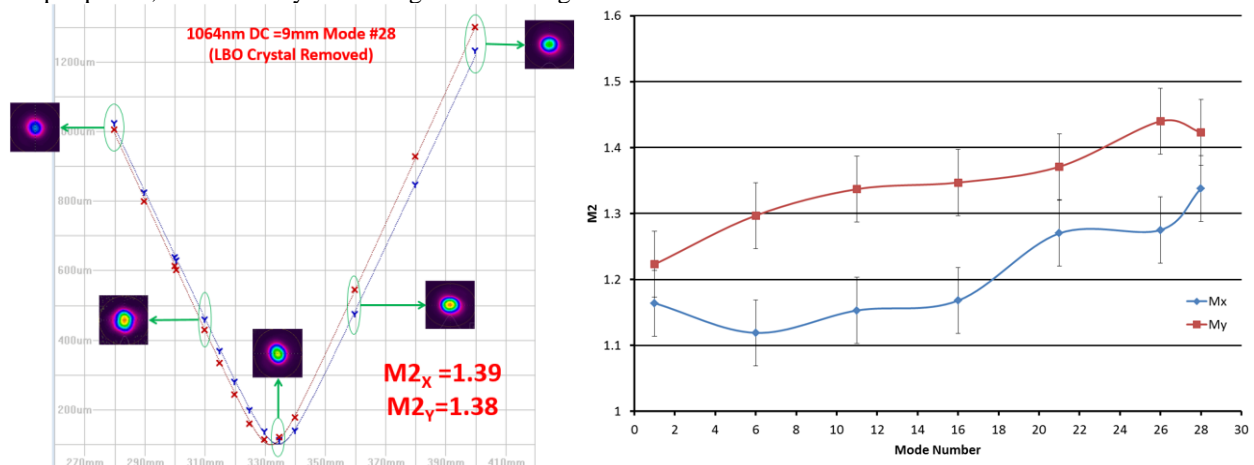 1064nm DC =9mm Mode #28
(LBO Crystal Removed)
1200um
800um
600um
400um
200um
270mm 290mm 310mm 330mm 350mm 370mm 390mm 410mm
M2X =1.39
M2Y=1.38
1.6
1.5
1.4
1.3
1.2
1.1
1
M2
Mx
My
0 2 4 6 8 10 12 14 16 18 20 22 24 26 28 30
Mode Number